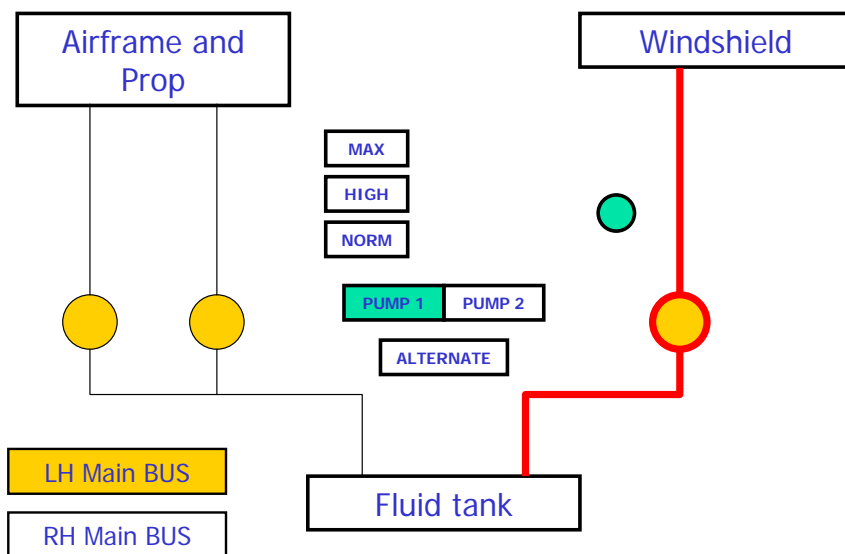 Airframe and
Prop
Windshield
MAX
HIGH
NORM
PUMP 1
PUMP 2
ALTERNATE
LH Main BUS
Fluid tank
RH Main BUS